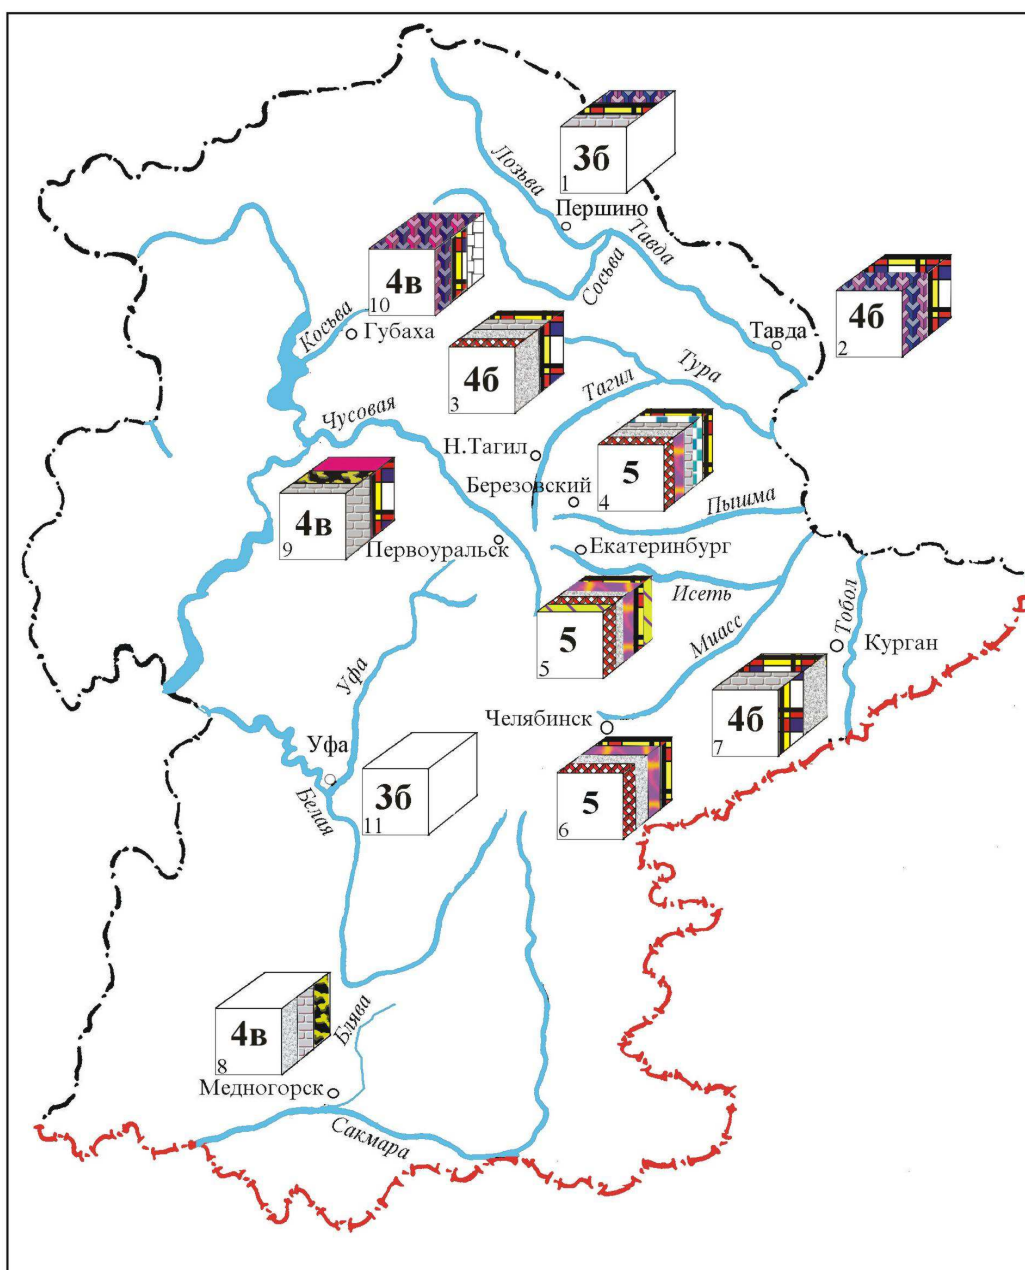 3б
1
Лозьва
Першино
Тавда
Сосьва
4в
10
Косьва
Губаха
4б
2
Тавда
4б
3
Тагил
Тура
Чусовая
Н.Тагил
5
4
Березовский
Пышма
4в
9
Первоуральск
Екатеринбург
Исеть
5
5
Миасс
Тобол
Курган
Уфа
4б
7
Челябинск
Уфа
Белая
3б
11
5
6
4в
8
Блява
Медногорск
Сакмара